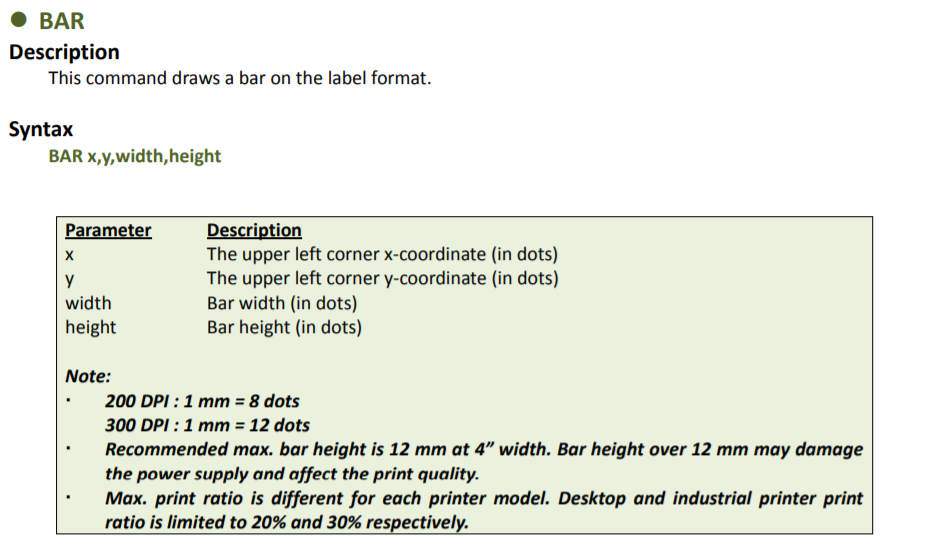 ● BAR
Description
This command draws a bar on the label format.
Syntax
BAR x,y,width,height
Parameter Description
x The upper left corner x-coordinate (in dots)
y The upper left corner y-coordinate (in dots)
width Bar width (in dots)
height Bar height (in dots)
Note:
· 200 DPI : 1 mm = 8 dots
300 DPI : 1 mm = 12 dots
· Recommended max. bar height is 12 mm at 4” width. Bar height over 12 mm may damage
the power supply and affect the print quality.
· Max. print ratio is different for each printer model. Desktop and industrial printer print
ratio is limited to 20% and 30% respectively.